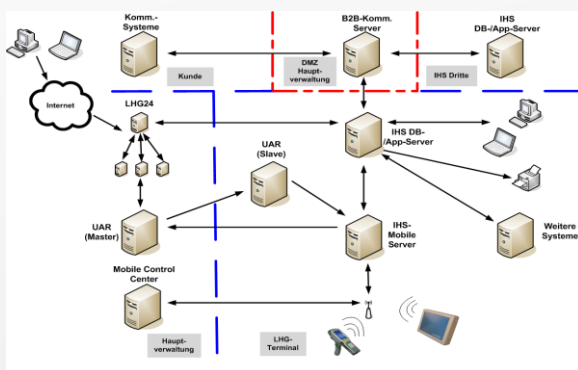 Komm.-
Systeme
B2B-Komm.
Server
IHS
DB-/App-Server
Kunde
DMZ
Haupt-
verwaltung
IHS Dritte
Internet
LHG24
UAR
(Slave)
IHS DB-
/App-Server
UAR
(Master)
IHS-
Mobile
Server
Weitere
Systeme
Mobile Control
Center
Haupt-
verwaltung
LHG-
Terminal